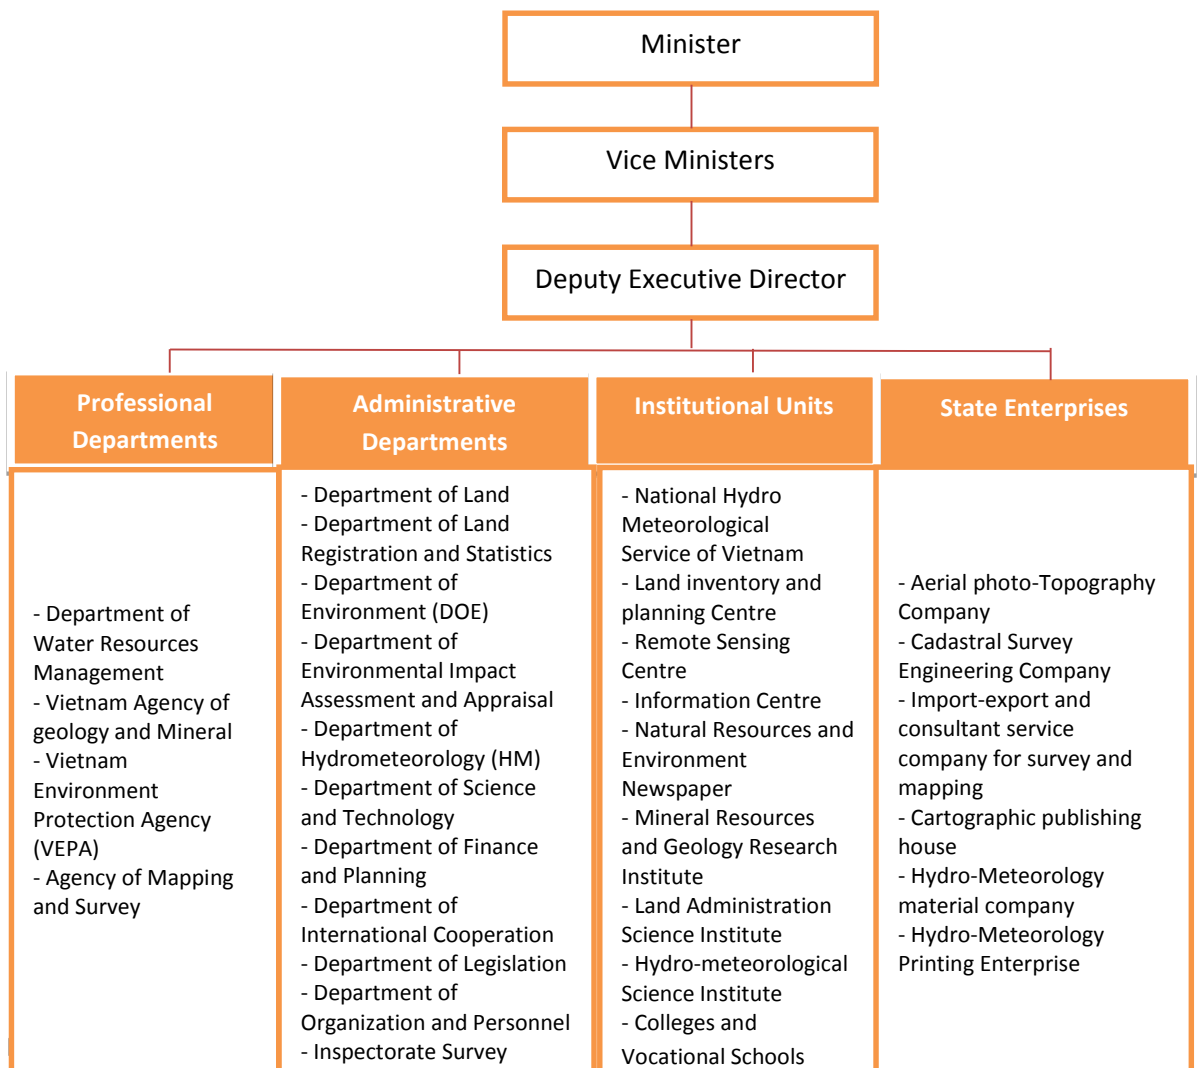 Minister
Vice Ministers
Deputy Executive Director
Professional
Departments
- Department of
Water Resources
Management
- Vietnam Agency of
geology and Mineral
- Vietnam
Environment
Protection Agency
(VEPA)
- Agency of Mapping
and Survey
Administrative
Departments
- Department of Land
- Department of Land
Registration and Statistics
- Department of
Environment (DOE)
- Department of
Environmental Impact
Assessment and Appraisal
- Department of
Hydrometeorology (HM)
- Department of Science
and Technology
- Department of Finance
and Planning
- Department of
International Cooperation
- Department of Legislation
- Department of
Organization and Personnel
- Inspectorate Survey
Institutional Units
- National Hydro
Meteorological
Service of Vietnam
- Land inventory and
planning Centre
- Remote Sensing
Centre
- Information Centre
- Natural Resources and
Environment
Newspaper
- Mineral Resources
and Geology Research
Institute
- Land Administration
Science Institute
- Hydro-meteorological
Science Institute
- Colleges and
Vocational Schools
State Enterprises
- Aerial photo-Topography
Company
- Cadastral Survey
Engineering Company
- Import-export and
consultant service
company for survey and
mapping
- Cartographic publishing
house
- Hydro-Meteorology
material company
- Hydro-Meteorology
Printing Enterprise